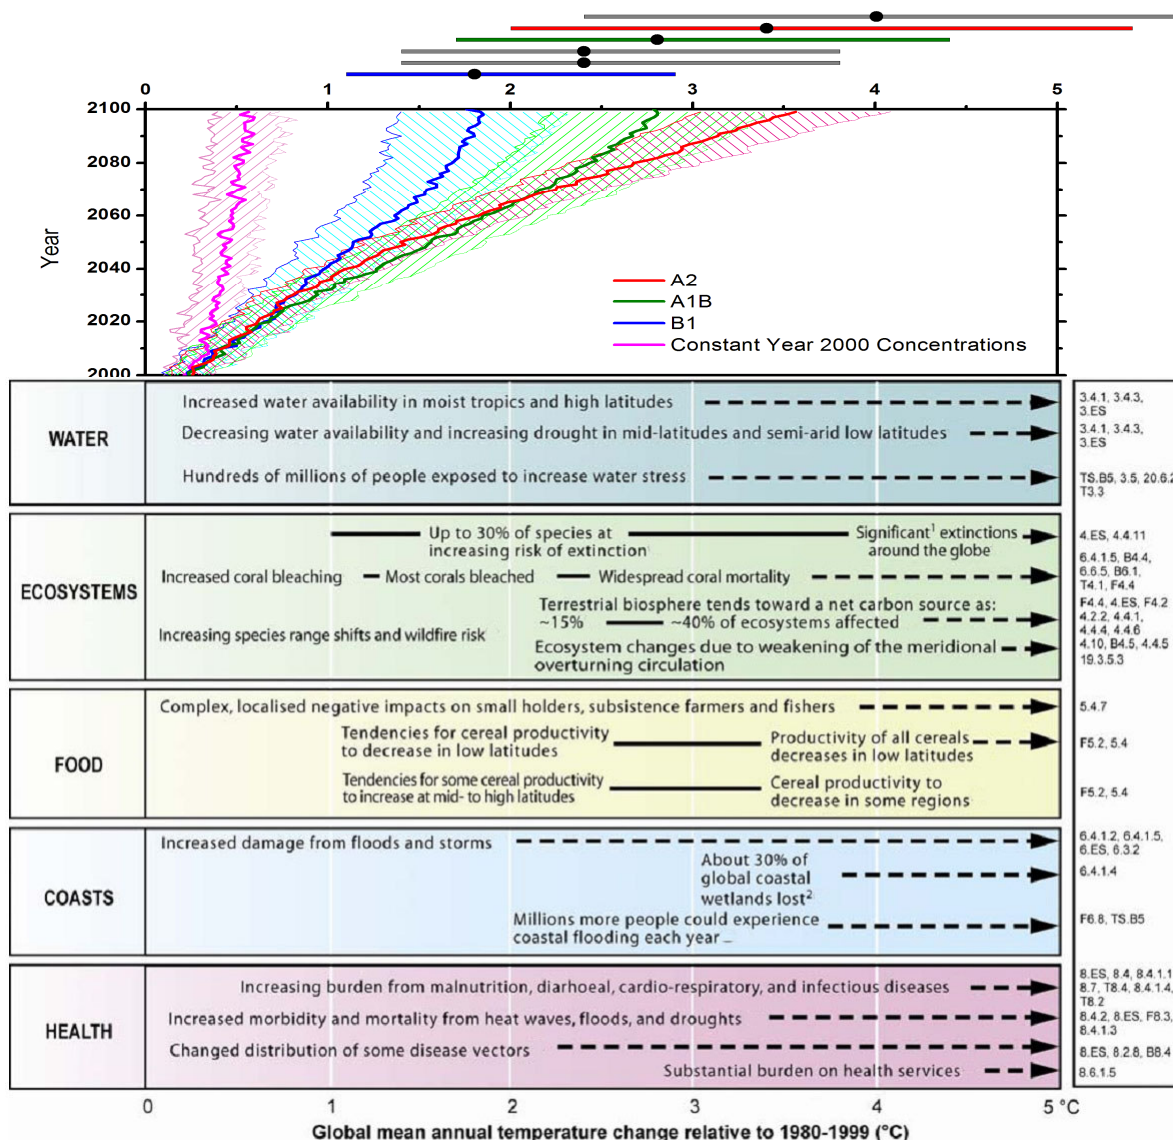 0 1 2 3 4 5
2100
2080
2060
2040
2020
2000
Year
A2
A1B
B1
Constant Year 2000 Concentrations
WATER
Increased water availability in moist tropics and high latitudes
Decreasing water availability and increasing drought in mid-latitudes and semi-arid low latitudes
Hundreds of millions of people exposed to increase water stress
3.4.1, 3.4.3,
3.ES
3.4.1, 3.4.3,
3.ES
TS.B5, 3.5, 20.6.2
T3.3
ECOSYSTEMS
Up to 30% of species at
increasing risk of extinction
Significant1 extinctions
around the globe
Increased coral bleaching
Most corals bleached
Widespread coral mortality
Terrestrial biosphere tends toward a net carbon source as:
~15%
~40% of ecosystems affected
Increasing species range shifts and wildfire risk
Ecosystem changes due to weakening of the meridional
overturning circulation
4.ES, 4.4.11
6.4.1.5, B4.4,
6.6.5, B6.1,
T4.1, F4.4
F4.4, 4.ES, F4.2
4.2.2, 4.4.1,
4.4.4, 4.4.6
4.10, B4.5, 4.4.5
19.3.5.3
FOOD
Complex, localised negative impacts on small holders, subsistence farmers and fishers
Tendencies for cereal productivity
to decrease in low latitudes
Productivity of all cereals
decreases in low latitudes
Tendencies for some cereal productivity
to increase at mid- to high latitudes
Cereal productivity to
decrease in some regions
5.4.7
F5.2, 5.4
F5.2, 5.4
COASTS
Increased damage from floods and storms
About 30% of
global coastal
wetlands lost2
Millions more people could experience
coastal flooding each year
6.4.1.2, 6.4.1.5,
6.ES, 6.3.2
6.4.1.4
F6.8, TS.B5
HEALTH
Increasing burden from malnutrition, diarhoeal, cardio-respiratory, and infectious diseases
Increased morbidity and mortality from heat waves, floods, and droughts
Changed distribution of some disease vectors
Substantial burden on health services
8.ES, 8.4, 8.4.1.1
8.7, T8.4, 8.4.1.4,
T8.2
8.4.2, 8.ES, F8.3,
8.4.1.3
8.ES, 8.2.8, B8.4
8.6.1.5
0 1 2 3 4 5 °C
Global mean annual temperature change relative to 1980-1999 (°C)